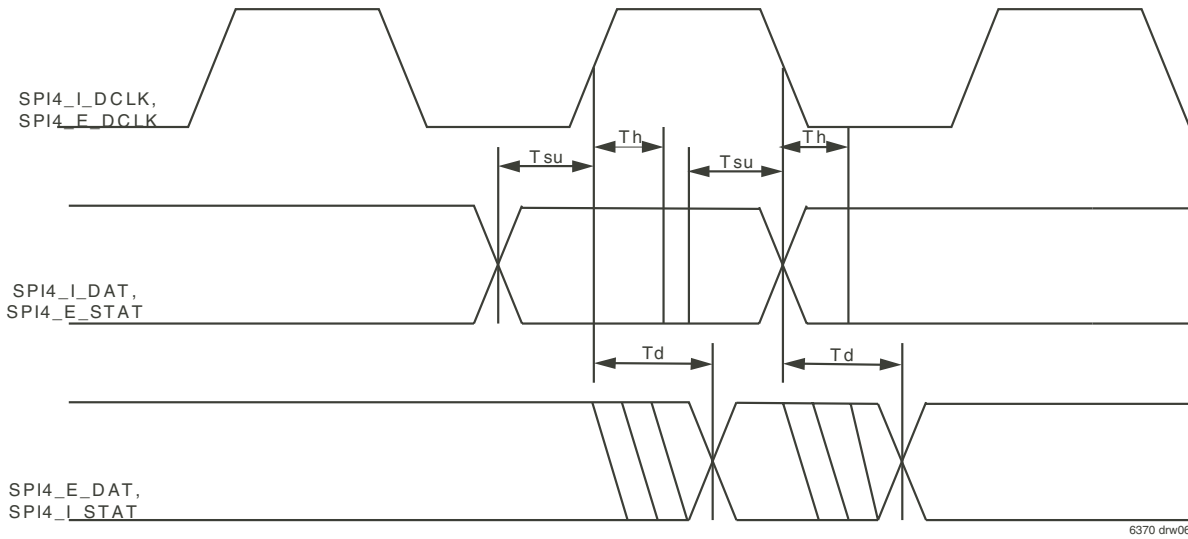 SPI4_I_DCLK,
SPI4_E_DCLK
Th
Th
Tsu
Tsu
SPI4_I_DAT,
SPI4_E_STAT
Td
Td
SPI4_E_DAT,
SPI4_I_STAT
6370 drw06